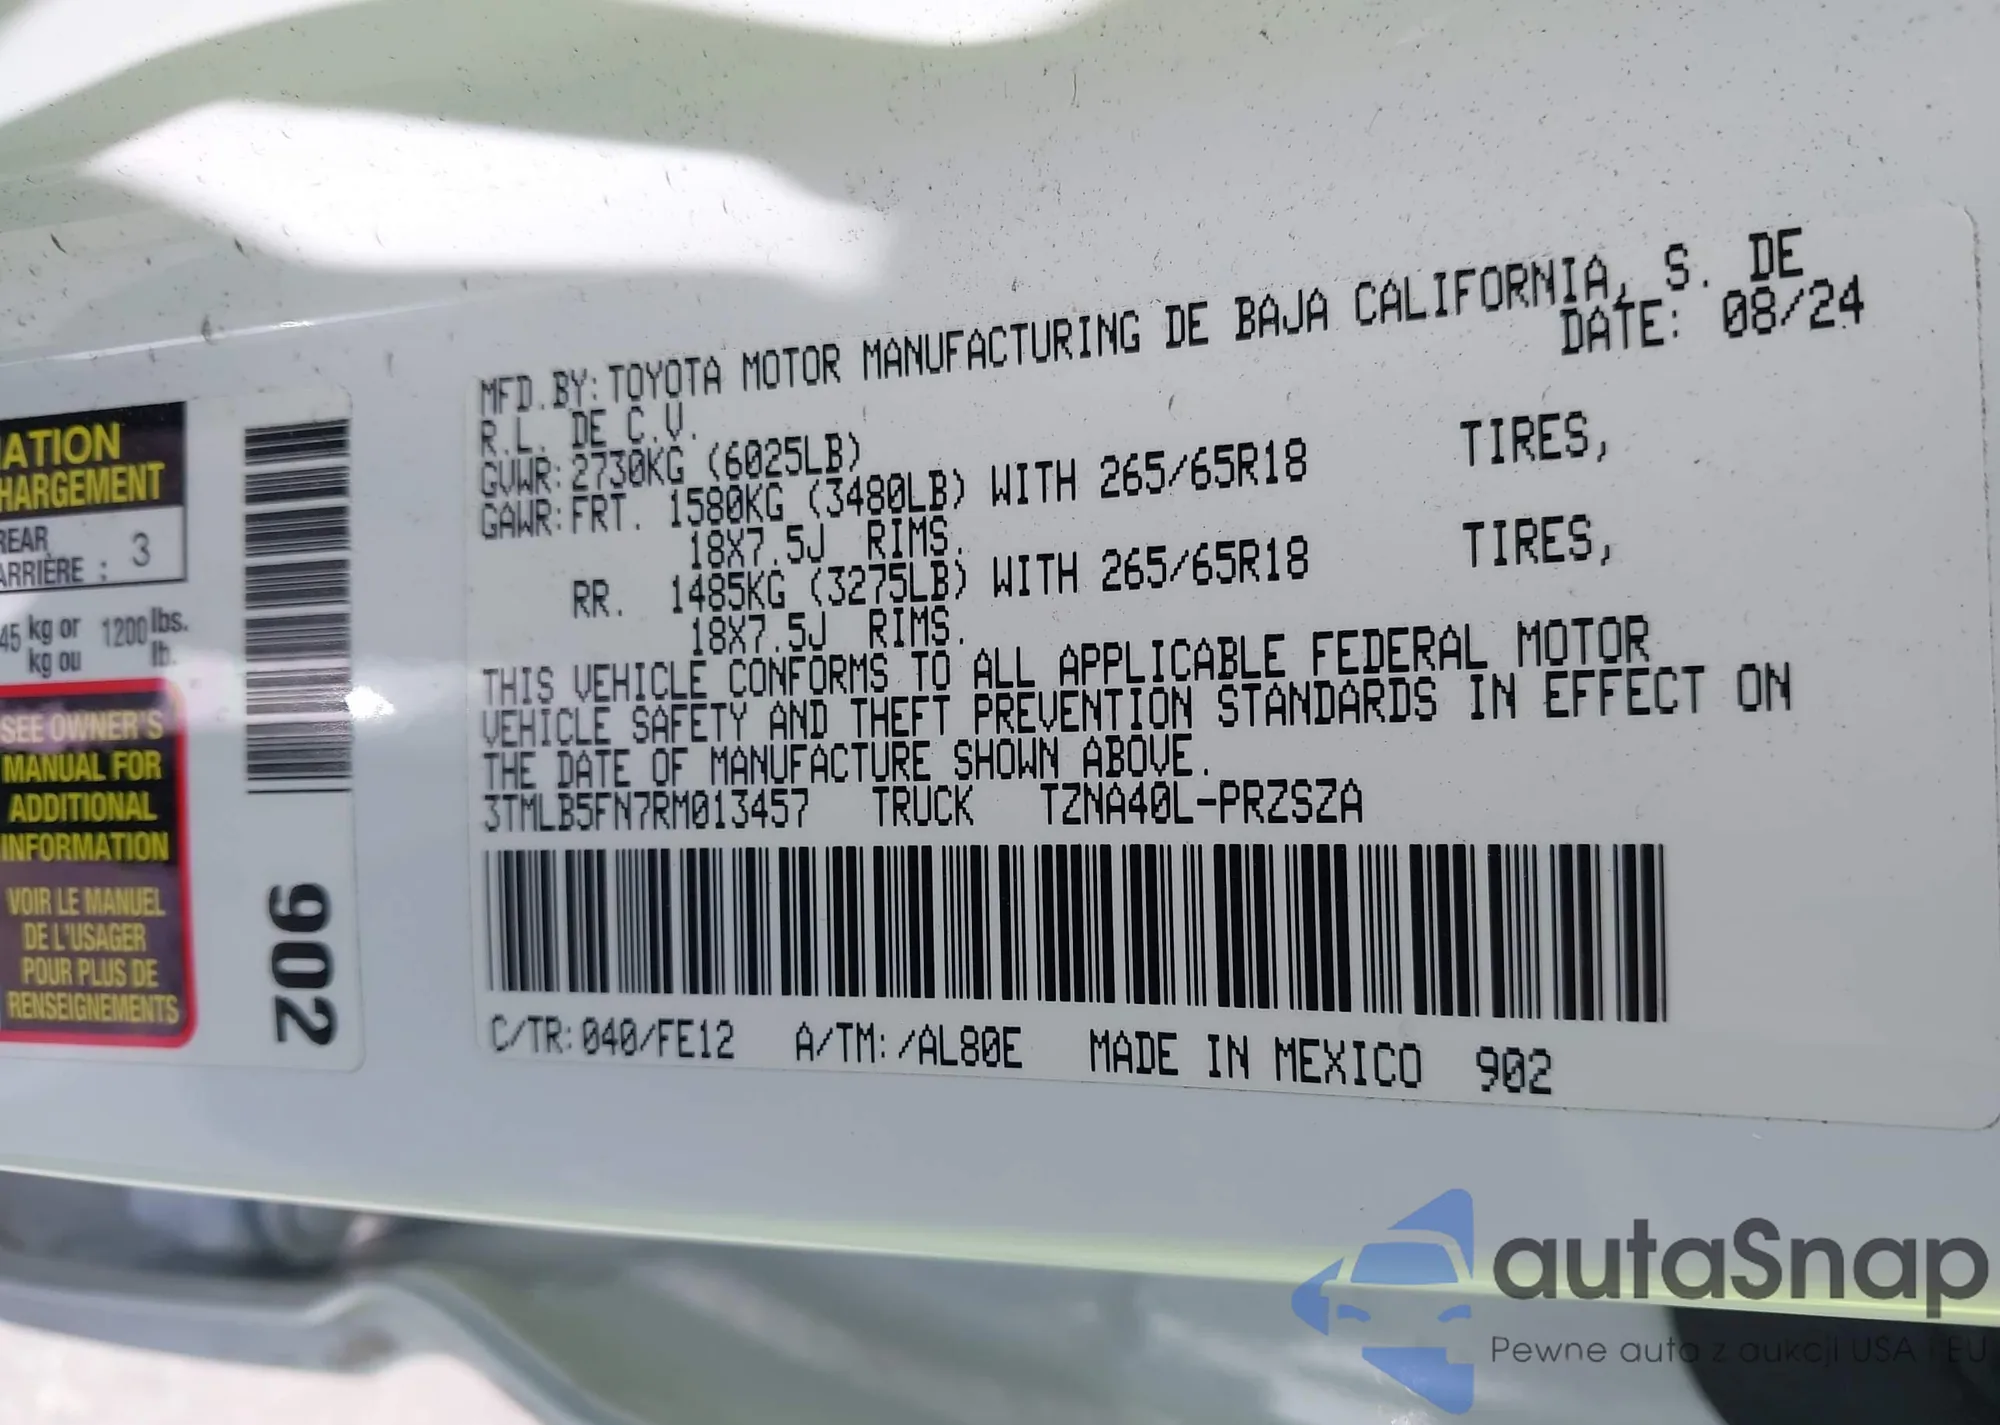 ATION
HARGEMENT
REAR
ARRIÈRE : 3
45 kg or 1200 lbs.
kg ou lb.
SEE OWNER'S
MANUAL FOR
ADDITIONAL
INFORMATION
VOIR LE MANUEL
DE L'USAGER
POUR PLUS DE
RENSEIGNEMENTS
902
MFD.BY:TOYOTA MOTOR MANUFACTURING DE BAJA CALIFORNIA, S. DE
R.L. DE C.V. DATE: 08/24
GVWR:2730KG (6025LB)
GAWR:FRT. 1580KG (3480LB) WITH 265/65R18 TIRES,
18X7.5J RIMS.
RR. 1485KG (3275LB) WITH 265/65R18 TIRES,
18X7.5J RIMS.
THIS VEHICLE CONFORMS TO ALL APPLICABLE FEDERAL MOTOR
VEHICLE SAFETY AND THEFT PREVENTION STANDARDS IN EFFECT ON
THE DATE OF MANUFACTURE SHOWN ABOVE.
3TMLB5FN7RM013457 TRUCK TZNA40L-PRZSZA
C/TR:040/FE12 A/TM:/AL80E MADE IN MEXICO 902
autaSnap
Pewne auta z aukcji USA i EU